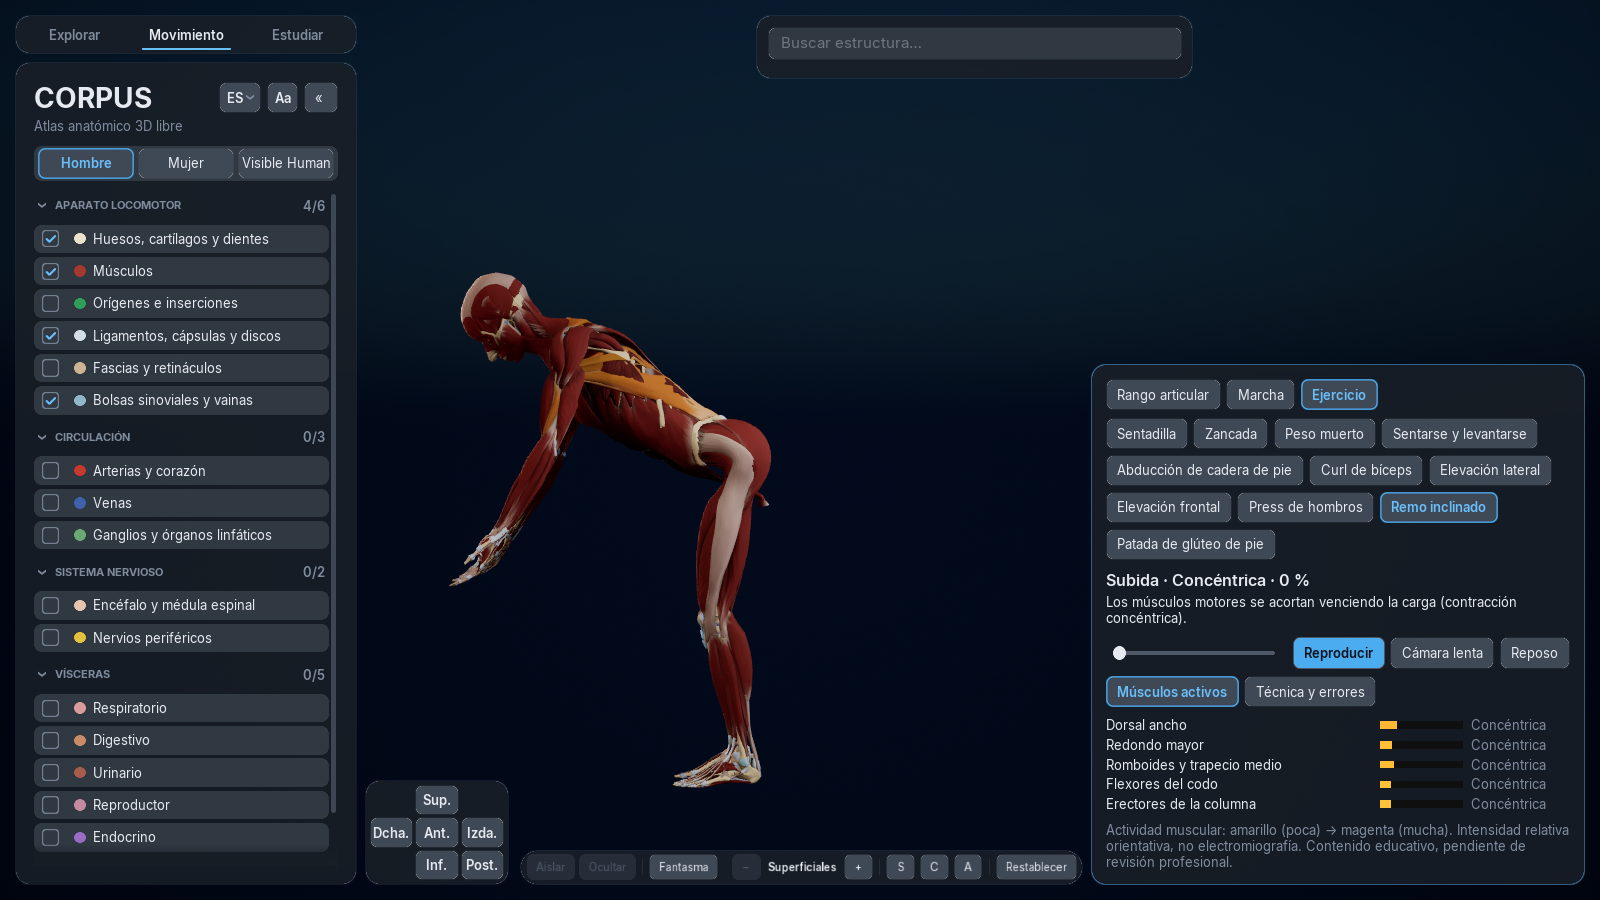 Explorar Movimiento Estudiar
Buscar estructura...
CORPUS ES Aa «
Atlas anatómico 3D libre
Hombre Mujer Visible Human
APARATO LOCOMOTOR 4/6
Huesos, cartílagos y dientes
Músculos
Orígenes e inserciones
Ligamentos, cápsulas y discos
Fascias y retináculos
Bolsas sinoviales y vainas
CIRCULACIÓN 0/3
Arterias y corazón
Venas
Ganglios y órganos linfáticos
SISTEMA NERVIOSO 0/2
Encéfalo y médula espinal
Nervios periféricos
VÍSCERAS 0/5
Respiratorio
Digestivo
Urinario
Reproductor
Endocrino
Sup.
Dcha. Ant. Izda.
Inf. Post.
Aislar Ocultar Fantasma − Superficiales + S C A Restablecer
Rango articular Marcha Ejercicio
Sentadilla Zancada Peso muerto Sentarse y levantarse
Abducción de cadera de pie Curl de bíceps Elevación lateral
Elevación frontal Press de hombros Remo inclinado
Patada de glúteo de pie
Subida · Concéntrica · 0 %
Los músculos motores se acortan venciendo la carga (contracción
concéntrica).
Reproducir Cámara lenta Reposo
Músculos activos Técnica y errores
Dorsal ancho Concéntrica
Redondo mayor Concéntrica
Romboides y trapecio medio Concéntrica
Flexores del codo Concéntrica
Erectores de la columna Concéntrica
Actividad muscular: amarillo (poca) → magenta (mucha). Intensidad relativa
orientativa, no electromiografía. Contenido educativo, pendiente de
revisión profesional.